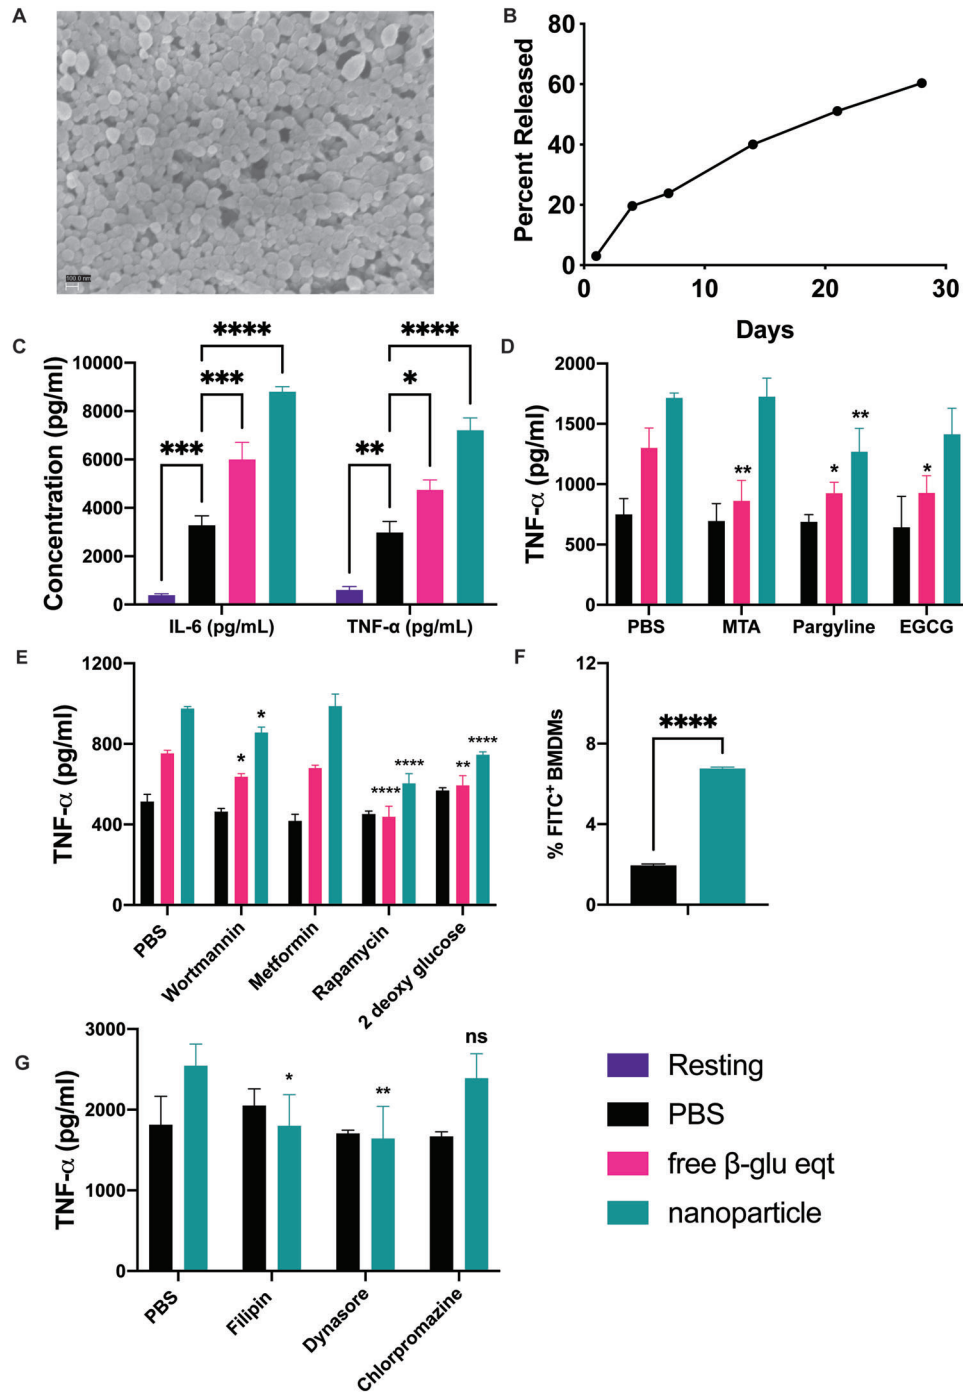 A
100.0 nm
B
80
60
40
20
0
Percent Released
0 10 20 30
Days
C
**** ****
*** *
*** **
10000
8000
6000
4000
2000
0
Concentration (pg/ml)
IL-6 (pg/mL) TNF-α (pg/mL)
D
2000
1500
1000
500
0
TNF-α (pg/ml)
** * ** *
PBS MTA Pargyline EGCG
E
1200
800
400
0
TNF-α (pg/ml)
* * **** **** ** ****
PBS
Wortmannin
Metformin
Rapamycin
2 deoxy glucose
F
12
8
4
0
% FITC⁺ BMDMs
****
G
3000
2000
1000
0
TNF-α (pg/ml)
* ** ns
PBS
Filipin
Dynasore
Chlorpromazine
Resting
PBS
free β-glu eqt
nanoparticle